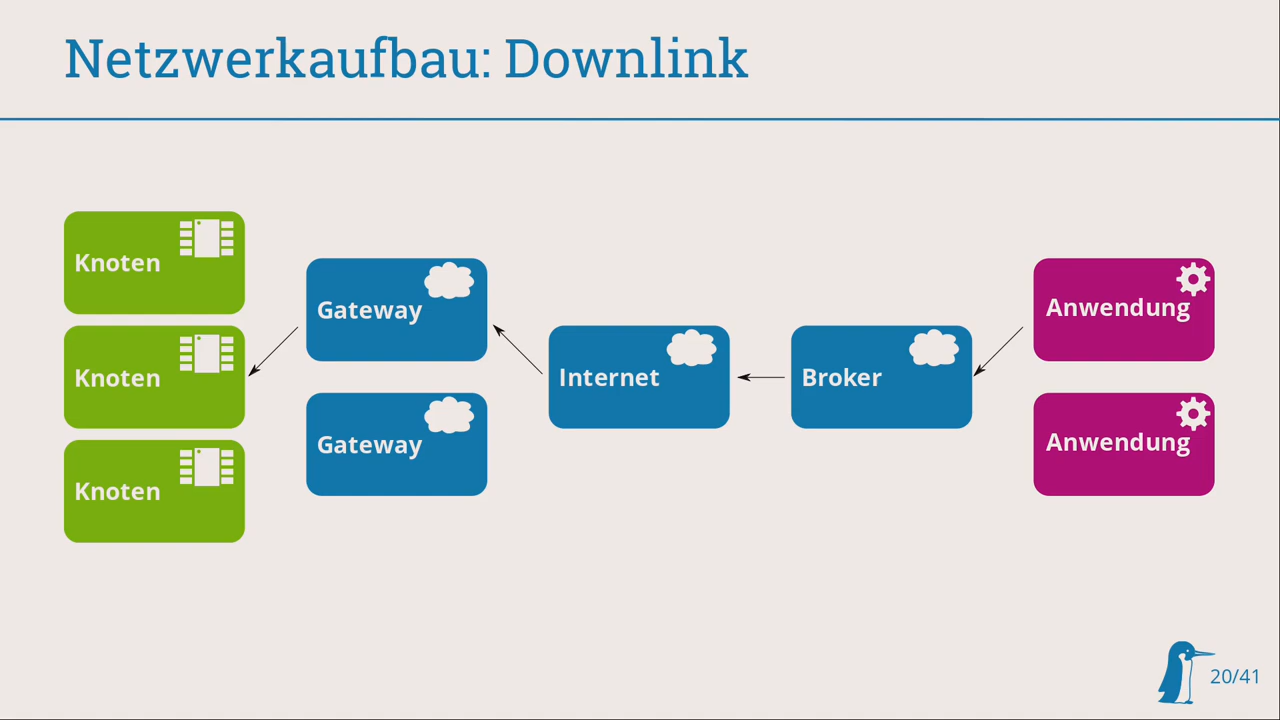 Netzwerkaufbau: Downlink
Knoten
Knoten
Knoten
Gateway
Gateway
Internet
Broker
Anwendung
Anwendung
20/41